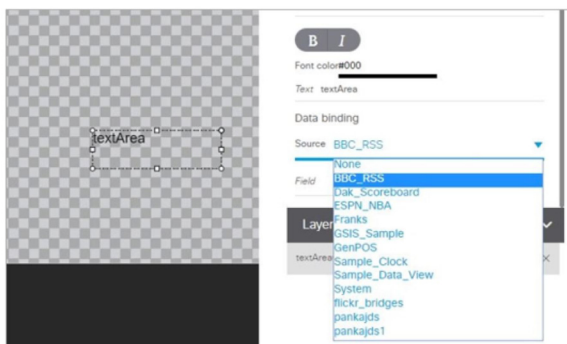 B I
Font color#000
Text textArea
textArea
Data binding
Source BBC_RSS
None
Field BBC_RSS
Dak_Scoreboard
ESPN_NBA
Layer Franks
GSIS_Sample
GenPOS
textArea Sample_Clock
Sample_Data_View
System
flickr_bridges
pankajds
pankajds1